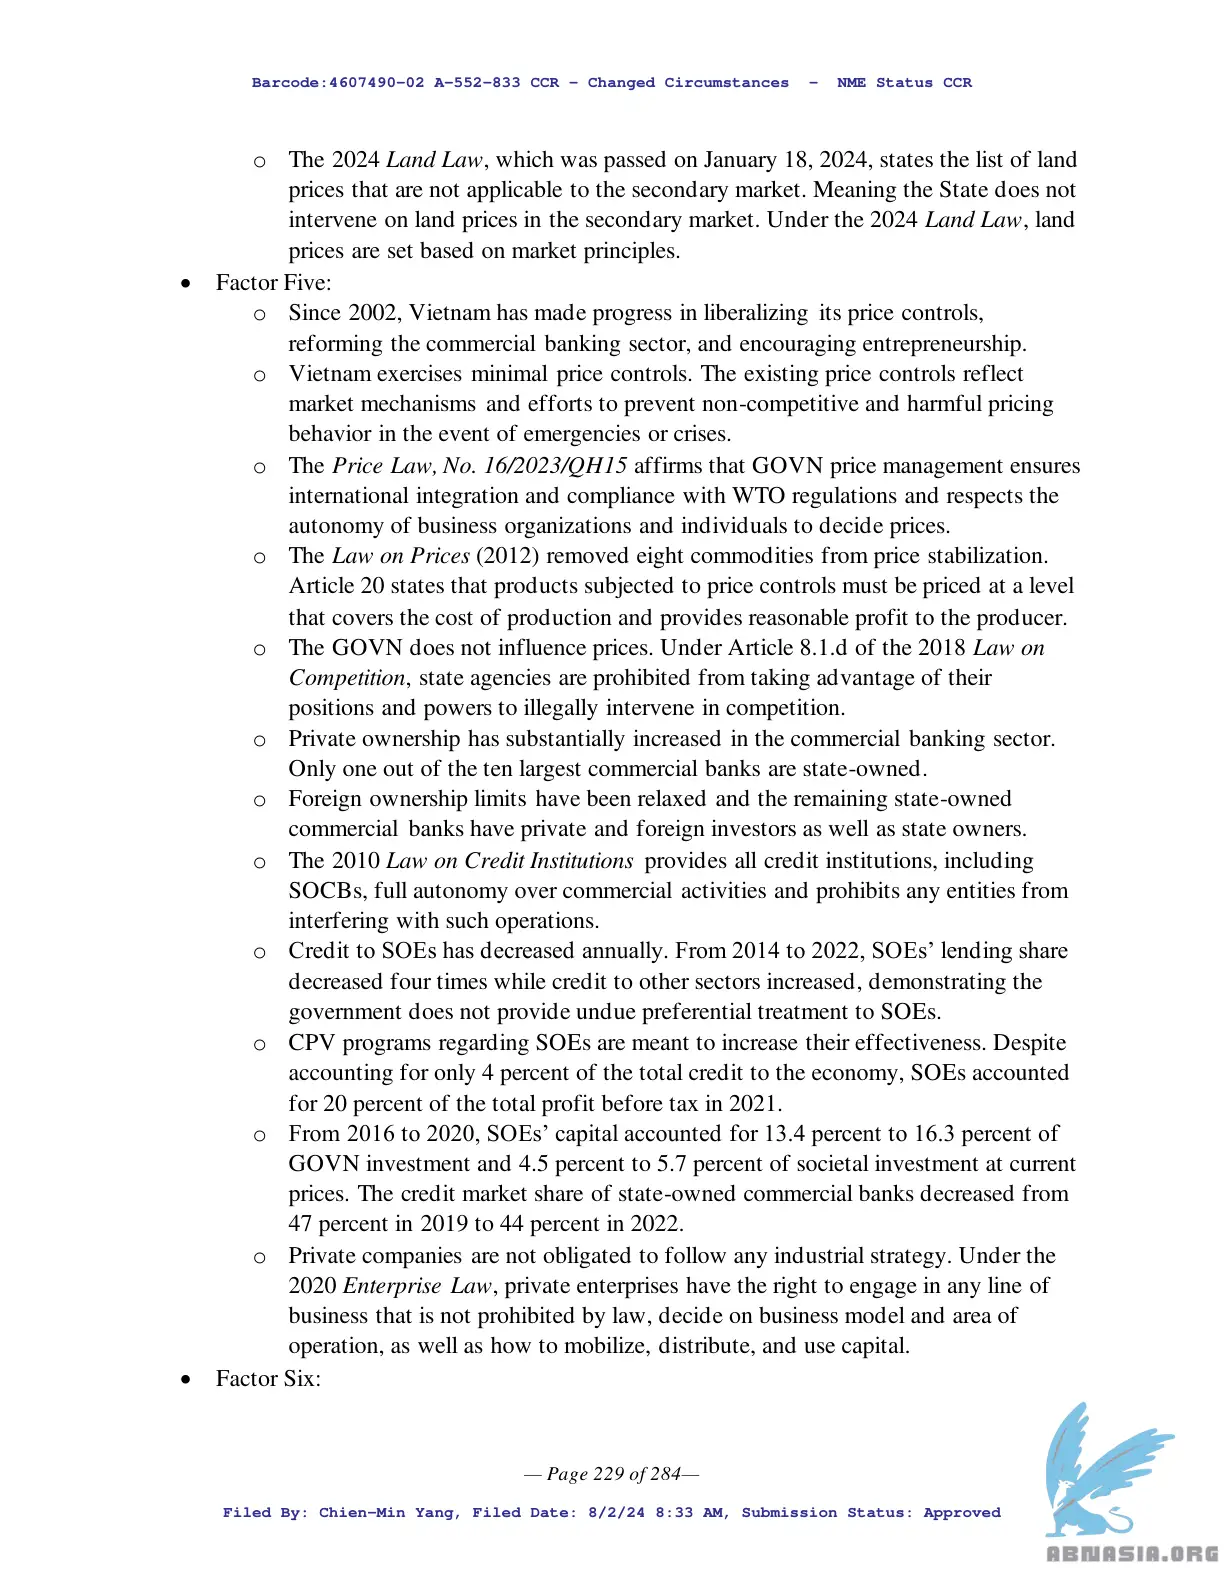 Barcode:4607490-02 A-552-833 CCR - Changed Circumstances - NME Status CCR
o The 2024 Land Law, which was passed on January 18, 2024, states the list of land
prices that are not applicable to the secondary market. Meaning the State does not
intervene on land prices in the secondary market. Under the 2024 Land Law, land
prices are set based on market principles.
• Factor Five:
o Since 2002, Vietnam has made progress in liberalizing its price controls,
reforming the commercial banking sector, and encouraging entrepreneurship.
o Vietnam exercises minimal price controls. The existing price controls reflect
market mechanisms and efforts to prevent non-competitive and harmful pricing
behavior in the event of emergencies or crises.
o The Price Law, No. 16/2023/QH15 affirms that GOVN price management ensures
international integration and compliance with WTO regulations and respects the
autonomy of business organizations and individuals to decide prices.
o The Law on Prices (2012) removed eight commodities from price stabilization.
Article 20 states that products subjected to price controls must be priced at a level
that covers the cost of production and provides reasonable profit to the producer.
o The GOVN does not influence prices. Under Article 8.1.d of the 2018 Law on
Competition, state agencies are prohibited from taking advantage of their
positions and powers to illegally intervene in competition.
o Private ownership has substantially increased in the commercial banking sector.
Only one out of the ten largest commercial banks are state-owned.
o Foreign ownership limits have been relaxed and the remaining state-owned
commercial banks have private and foreign investors as well as state owners.
o The 2010 Law on Credit Institutions provides all credit institutions, including
SOCBs, full autonomy over commercial activities and prohibits any entities from
interfering with such operations.
o Credit to SOEs has decreased annually. From 2014 to 2022, SOEs’ lending share
decreased four times while credit to other sectors increased, demonstrating the
government does not provide undue preferential treatment to SOEs.
o CPV programs regarding SOEs are meant to increase their effectiveness. Despite
accounting for only 4 percent of the total credit to the economy, SOEs accounted
for 20 percent of the total profit before tax in 2021.
o From 2016 to 2020, SOEs’ capital accounted for 13.4 percent to 16.3 percent of
GOVN investment and 4.5 percent to 5.7 percent of societal investment at current
prices. The credit market share of state-owned commercial banks decreased from
47 percent in 2019 to 44 percent in 2022.
o Private companies are not obligated to follow any industrial strategy. Under the
2020 Enterprise Law, private enterprises have the right to engage in any line of
business that is not prohibited by law, decide on business model and area of
operation, as well as how to mobilize, distribute, and use capital.
• Factor Six:
— Page 229 of 284—
Filed By: Chien-Min Yang, Filed Date: 8/2/24 8:33 AM, Submission Status: Approved
ABNASIA.ORG